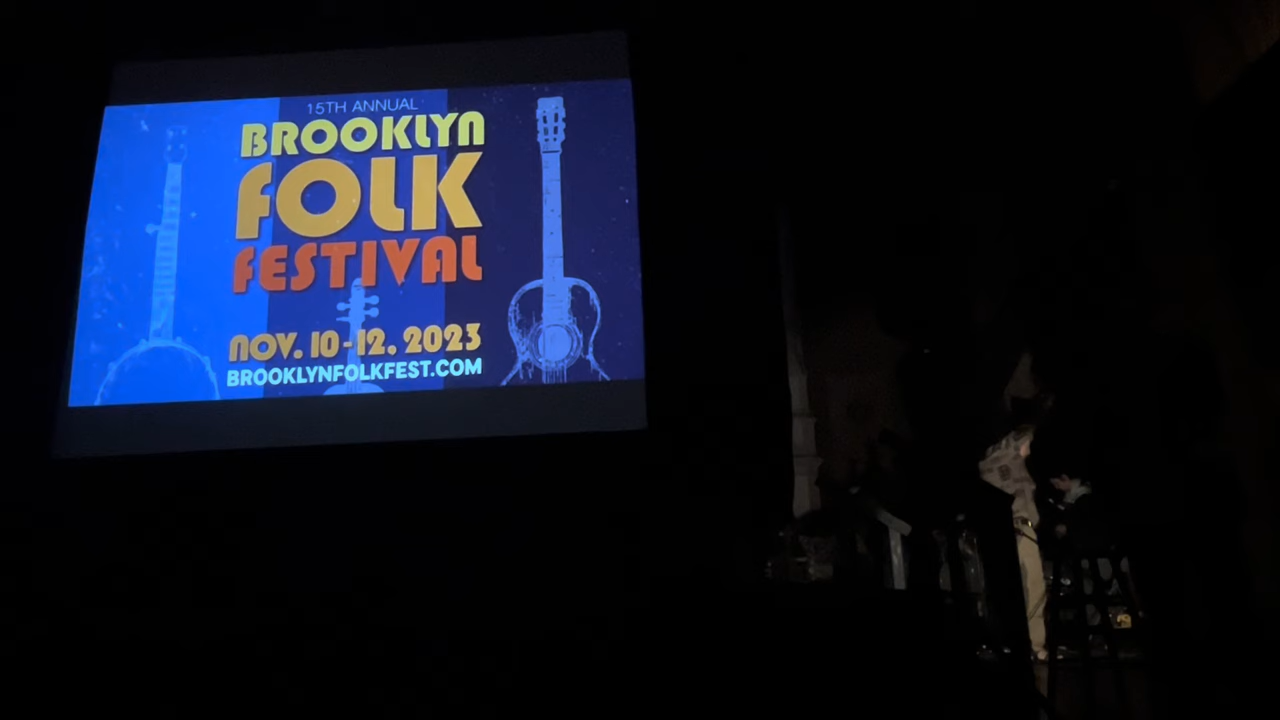 15TH ANNUAL
BROOKLYN
FOLK
FESTIVAL
NOV. 10-12, 2023
BROOKLYNFOLKFEST.COM